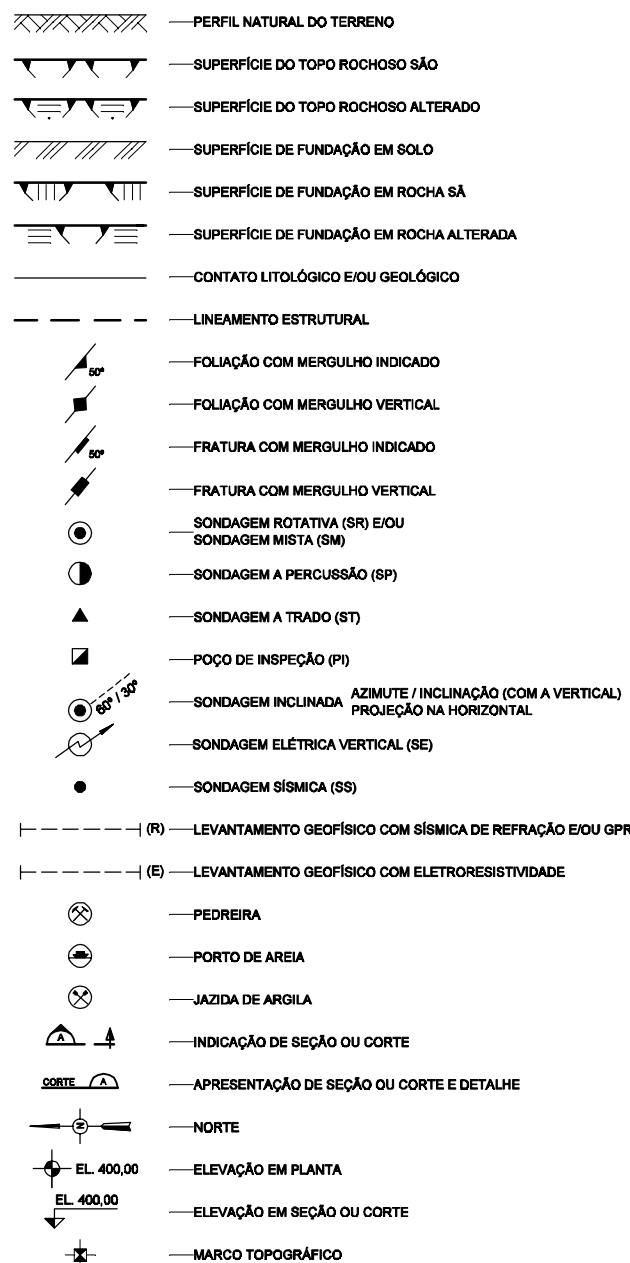 PERFIL NATURAL DO TERRENO
SUPERFÍCIE DO TOPO ROCHOSO SÃO
SUPERFÍCIE DO TOPO ROCHOSO ALTERADO
SUPERFÍCIE DE FUNDAÇÃO EM SOLO
SUPERFÍCIE DE FUNDAÇÃO EM ROCHA SÃ
SUPERFÍCIE DE FUNDAÇÃO EM ROCHA ALTERADA
CONTATO LITOLÓGICO E/OU GEOLÓGICO
LINEAMENTO ESTRUTURAL
50º FOLIAÇÃO COM MERGULHO INDICADO
FOLIAÇÃO COM MERGULHO VERTICAL
50º FRATURA COM MERGULHO INDICADO
FRATURA COM MERGULHO VERTICAL
SONDAGEM ROTATIVA (SR) E/OU
SONDAGEM MISTA (SM)
SONDAGEM A PERCUSSÃO (SP)
SONDAGEM A TRADO (ST)
POÇO DE INSPEÇÃO (PI)
60º / 30º SONDAGEM INCLINADA AZIMUTE / INCLINAÇÃO (COM A VERTICAL)
PROJEÇÃO NA HORIZONTAL
SONDAGEM ELÉTRICA VERTICAL (SE)
SONDAGEM SÍSMICA (SS)
(R) LEVANTAMENTO GEOFÍSICO COM SÍSMICA DE REFRAÇÃO E/OU GPR
(E) LEVANTAMENTO GEOFÍSICO COM ELETRORESISTIVIDADE
PEDREIRA
PORTO DE AREIA
JAZIDA DE ARGILA
A INDICAÇÃO DE SEÇÃO OU CORTE
CORTE A APRESENTAÇÃO DE SEÇÃO OU CORTE E DETALHE
N NORTE
EL. 400,00 ELEVAÇÃO EM PLANTA
EL. 400,00 ELEVAÇÃO EM SEÇÃO OU CORTE
MARCO TOPOGRÁFICO